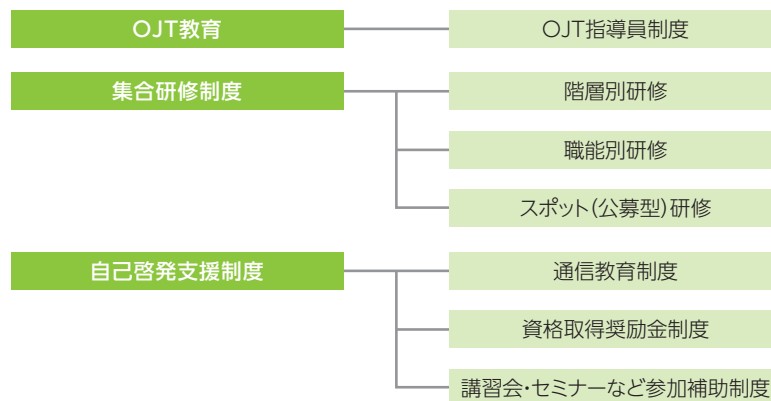 OJT教育
OJT指導員制度
集合研修制度
階層別研修
職能別研修
スポット(公募型)研修
自己啓発支援制度
通信教育制度
資格取得奨励金制度
講習会・セミナーなど参加補助制度